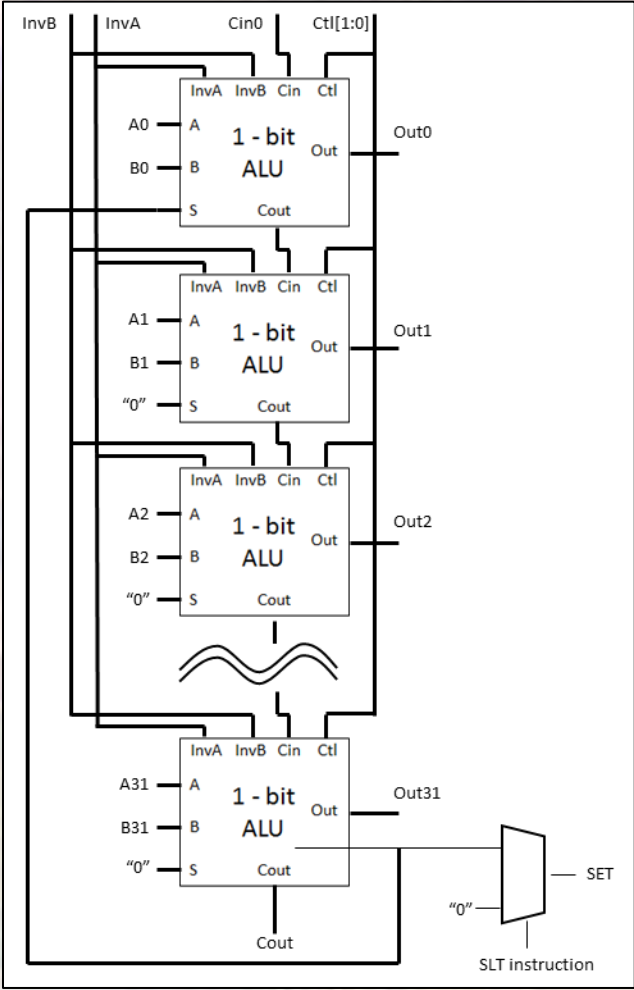 InvB InvA Cin0 Ctl[1:0]
InvA InvB Cin Ctl
A0 A
1 - bit
Out0
Out
B0 B
ALU
S
Cout
InvA InvB Cin Ctl
A1 A
1 - bit
Out1
Out
B1 B
ALU
“0” S
Cout
InvA InvB Cin Ctl
A2 A
1 - bit
Out2
Out
B2 B
ALU
“0” S
Cout
InvA InvB Cin Ctl
A31 A
1 - bit
Out31
Out
B31 B
ALU
“0” S
Cout
SET
“0”
Cout
SLT instruction